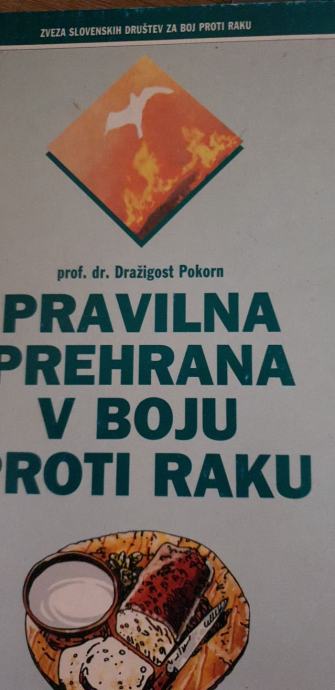 ZVEZA SLOVENSKIH DRUŠTEV ZA BOJ PROTI RAKU
prof. dr. Dražigost Pokorn
PRAVILNA
PREHRANA
V BOJU
PROTI RAKU